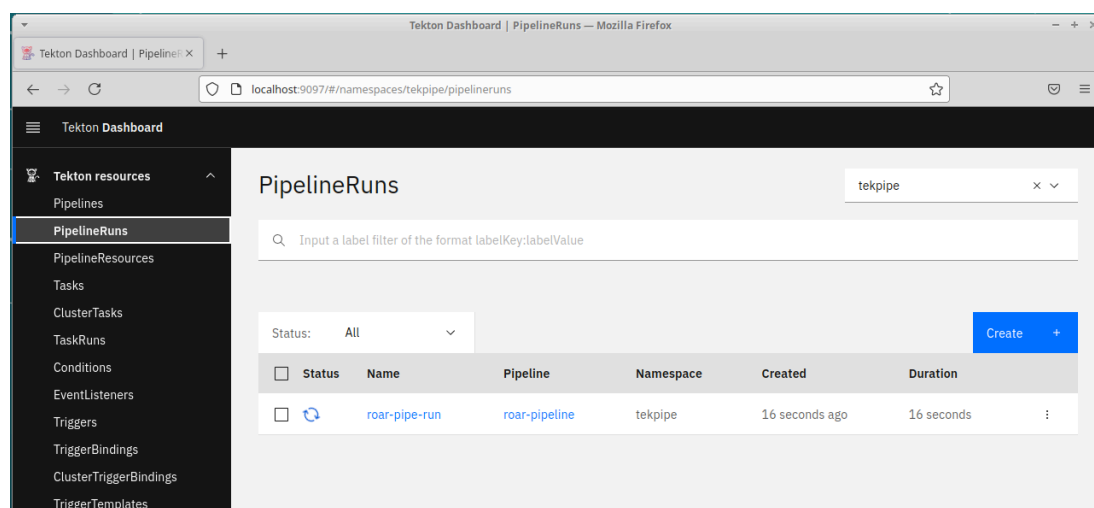 Tekton Dashboard | PipelineRuns — Mozilla Firefox
Tekton Dashboard | PipelineR
localhost:9097/#/namespaces/tekpipe/pipelineruns
Tekton Dashboard
Tekton resources
Pipelines
PipelineRuns
PipelineResources
Tasks
ClusterTasks
TaskRuns
Conditions
EventListeners
Triggers
TriggerBindings
ClusterTriggerBindings
TriggerTemplates
PipelineRuns
tekpipe
Input a label filter of the format labelKey:labelValue
Status: All
Create +
Status Name Pipeline Namespace Created Duration
roar-pipe-run roar-pipeline tekpipe 16 seconds ago 16 seconds